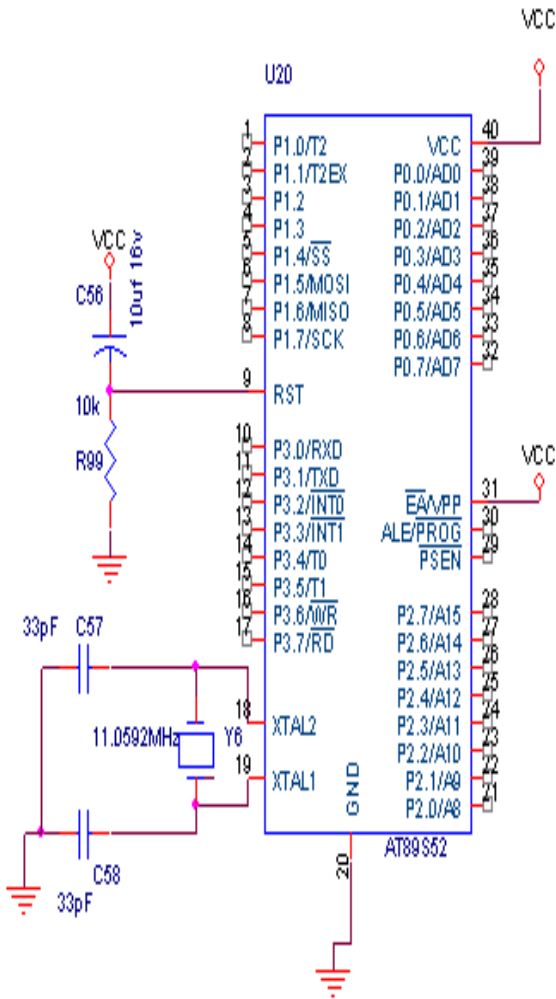 VCC
U20
1 P1.0/T2 VCC 40
2 P1.1/T2EX P0.0/AD0 39
3 P1.2 P0.1/AD1 38
4 P1.3 P0.2/AD2 37
5 P1.4/SS P0.3/AD3 36
6 P1.5/MOSI P0.4/AD4 35
7 P1.6/MISO P0.5/AD5 34
8 P1.7/SCK P0.6/AD6 33
P0.7/AD7 32
VCC
C56
10uf 16v
9 RST
10k
R99
10 P3.0/RXD
11 P3.1/TXD
VCC
12 P3.2/INT0 EA/VPP 31
13 P3.3/INT1 ALE/PROG 30
14 P3.4/T0 PSEN 29
15 P3.5/T1
16 P3.6/WR P2.7/A15 28
17 P3.7/RD P2.6/A14 27
P2.5/A13 26
P2.4/A12 25
18 XTAL2 P2.3/A11 24
P2.2/A10 23
19 XTAL1 P2.1/A9 22
P2.0/A8 21
33pF C57
11.0592MHz Y6
GND
20
AT89S52
C58
33pF